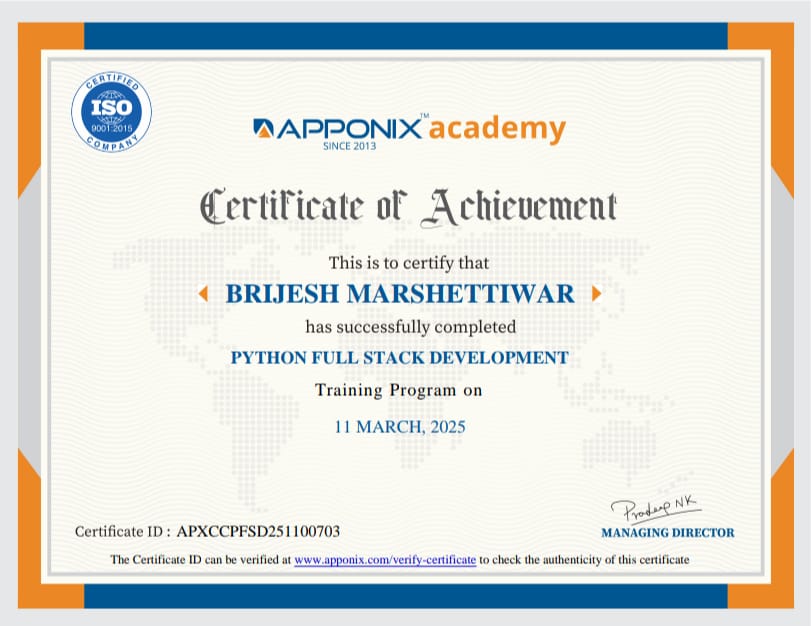 CERTIFIED
ISO
9001:2015
COMPANY
APPONIX™ academy
SINCE 2013
Certificate of Achievement
This is to certify that
BRIJESH MARSHETTIWAR
has successfully completed
PYTHON FULL STACK DEVELOPMENT
Training Program on
11 MARCH, 2025
Pradeep NK
Certificate ID : APXCCPFSD251100703
MANAGING DIRECTOR
The Certificate ID can be verified at www.apponix.com/verify-certificate to check the authenticity of this certificate